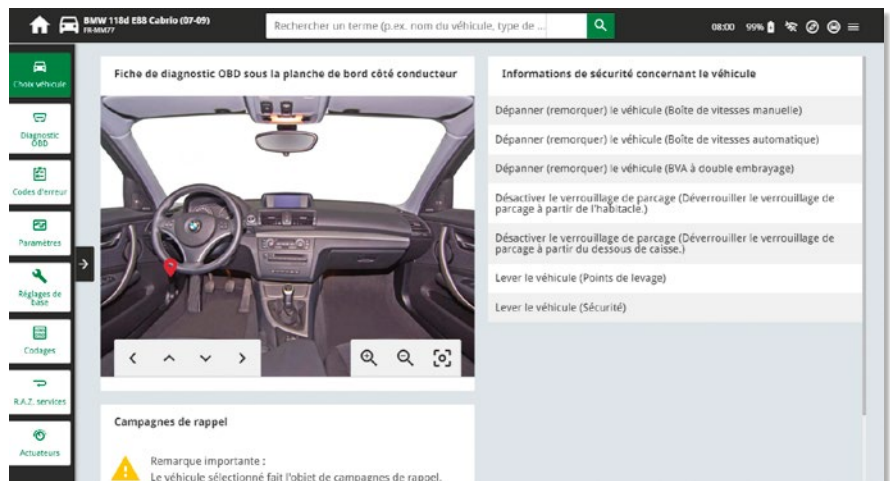 BMW 118d E88 Cabrio (07-09)
FR-MM77
Rechercher un terme (p.ex. nom du véhicule, type de ...
08:00 99%
Choix véhicule
Diagnostic
OBD
Codes d'erreur
Paramètres
Réglages de
base
Codages
R.A.Z. services
Actuateurs
Fiche de diagnostic OBD sous la planche de bord côté conducteur
Campagnes de rappel
Remarque importante :
Le véhicule sélectionné fait l'objet de campagnes de rappel.
Informations de sécurité concernant le véhicule
Dépanner (remorquer) le véhicule (Boîte de vitesses manuelle)
Dépanner (remorquer) le véhicule (Boîte de vitesses automatique)
Dépanner (remorquer) le véhicule (BVA à double embrayage)
Désactiver le verrouillage de parcage (Déverrouiller le verrouillage de
parcage à partir de l'habitacle.)
Désactiver le verrouillage de parcage (Déverrouiller le verrouillage de
parcage à partir du dessous de caisse.)
Lever le véhicule (Points de levage)
Lever le véhicule (Sécurité)